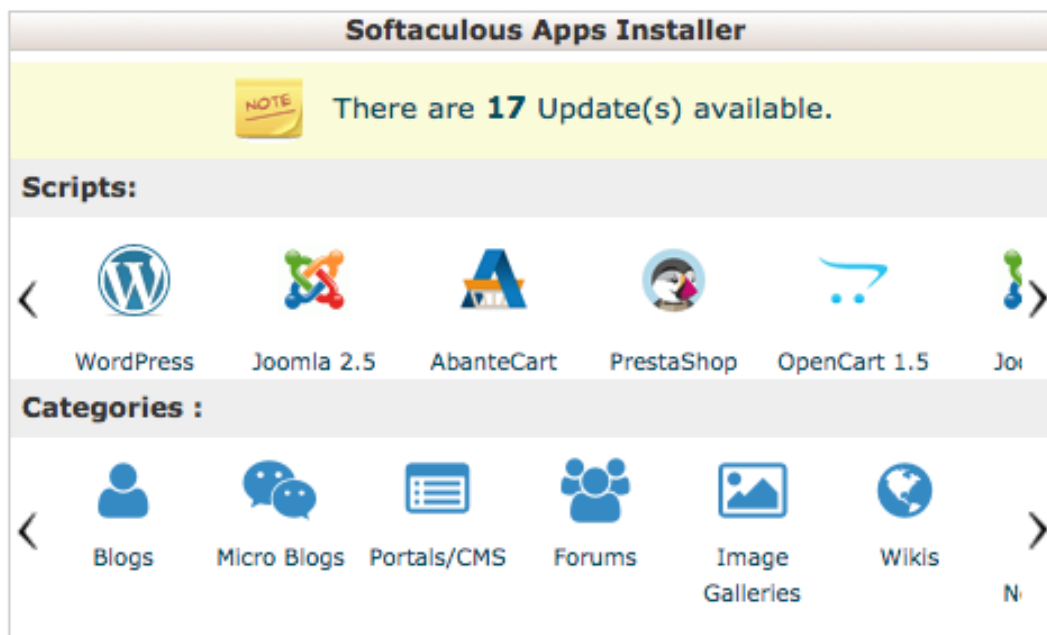 Softaculous Apps Installer
NOTE
There are 17 Update(s) available.
Scripts:
WordPress Joomla 2.5 AbanteCart PrestaShop OpenCart 1.5
Categories :
Blogs Micro Blogs Portals/CMS Forums Image Wikis
Galleries